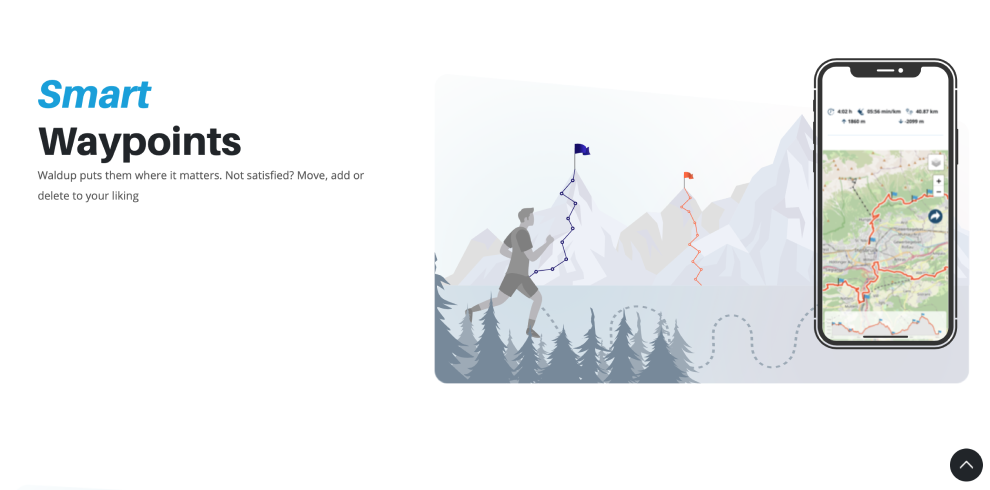 Smart
Waypoints
Waldup puts them where it matters. Not satisfied? Move, add or
delete to your liking
4:02 h 05:56 min/km 40.87 km
1860 m -2099 m
+
−